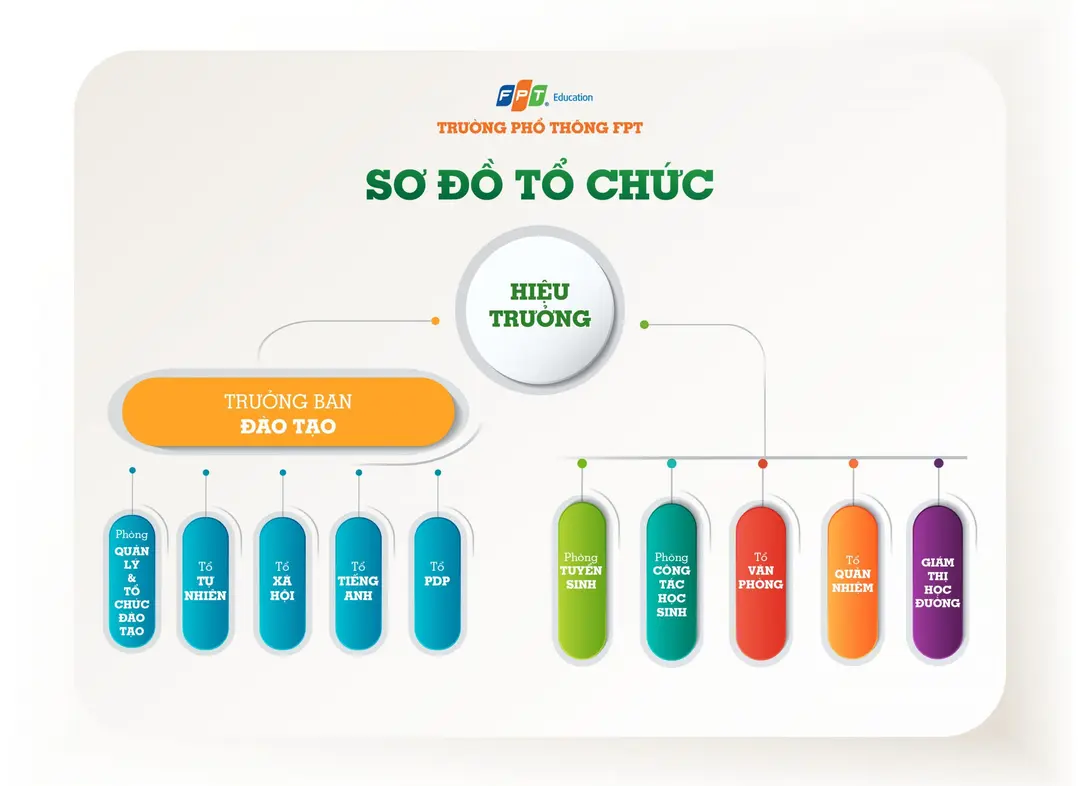 FPT Education
TRƯỜNG PHỔ THÔNG FPT
SƠ ĐỒ TỔ CHỨC
HIỆU
TRƯỞNG
TRƯỞNG BAN
ĐÀO TẠO
Phòng
QUẢN
LÝ
&
TỔ
CHỨC
ĐÀO
TẠO
Tổ
TỰ
NHIÊN
Tổ
XÃ
HỘI
Tổ
TIẾNG
ANH
Tổ
PDP
Phòng
TUYỂN
SINH
Phòng
CÔNG
TÁC
HỌC
SINH
Tổ
VĂN
PHÒNG
Tổ
QUẢN
NHIỆM
GIÁM
THỊ
HỌC
ĐƯỜNG